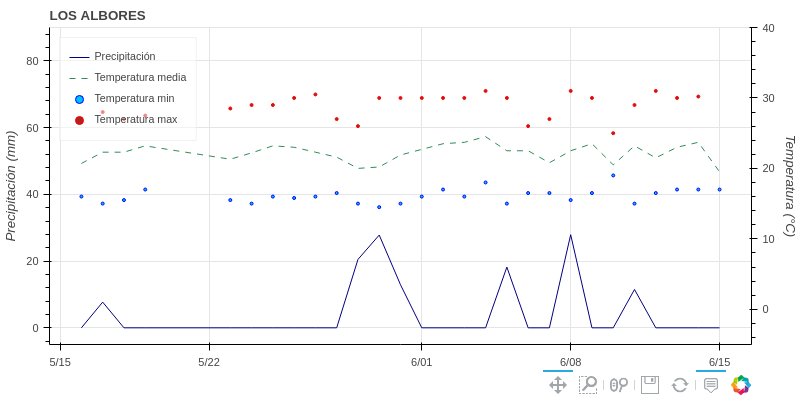 LOS ALBORES
Precipitación
Temperatura media
Temperatura min
Temperatura max
Precipitación (mm)
80
60
40
20
0
Temperatura (°C)
40
30
20
10
0
5/15
5/22
6/01
6/08
6/15